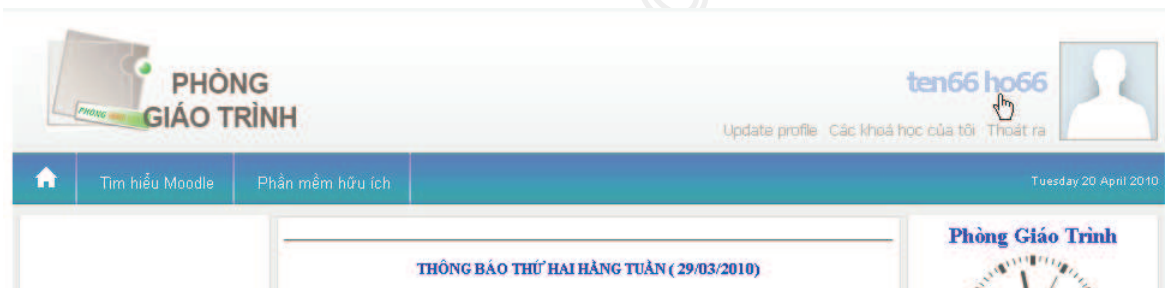 PHÒNG
GIÁO TRÌNH
ten66 ho66
Update profile Các khoá học của tôi Thoát ra
Tìm hiểu Moodle Phần mềm hữu ích Tuesday 20 April 2010
Phòng Giáo Trình
THÔNG BÁO THỨ HAI HẰNG TUẦN ( 29/03/2010)